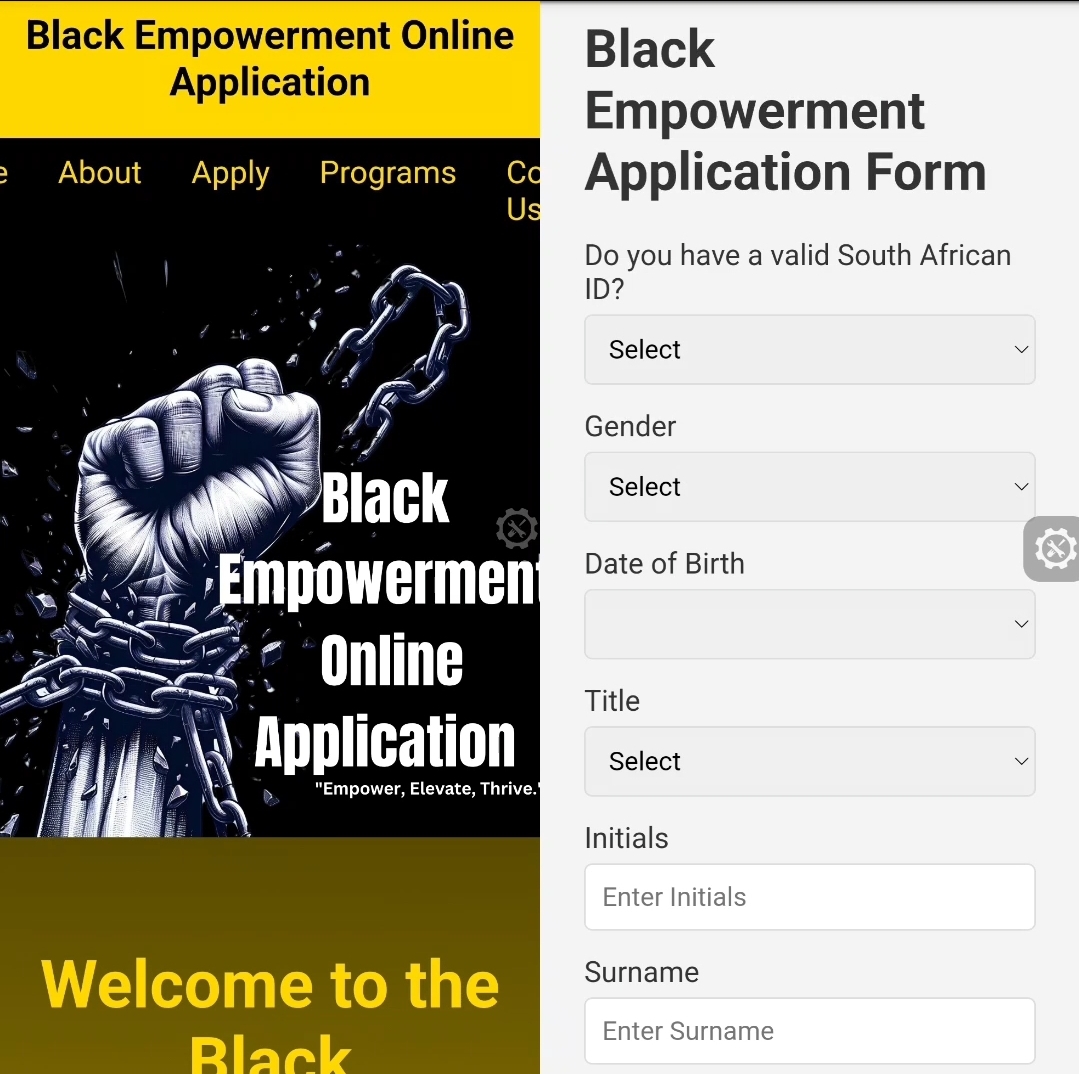 Black Empowerment Online
Application
e About Apply Programs Co
Us
Black
Empowerment
Online
Application
"Empower, Elevate, Thrive."
Welcome to the
Black
Black
Empowerment
Application Form
Do you have a valid South African
ID?
Select
Gender
Select
Date of Birth
Title
Select
Initials
Enter Initials
Surname
Enter Surname